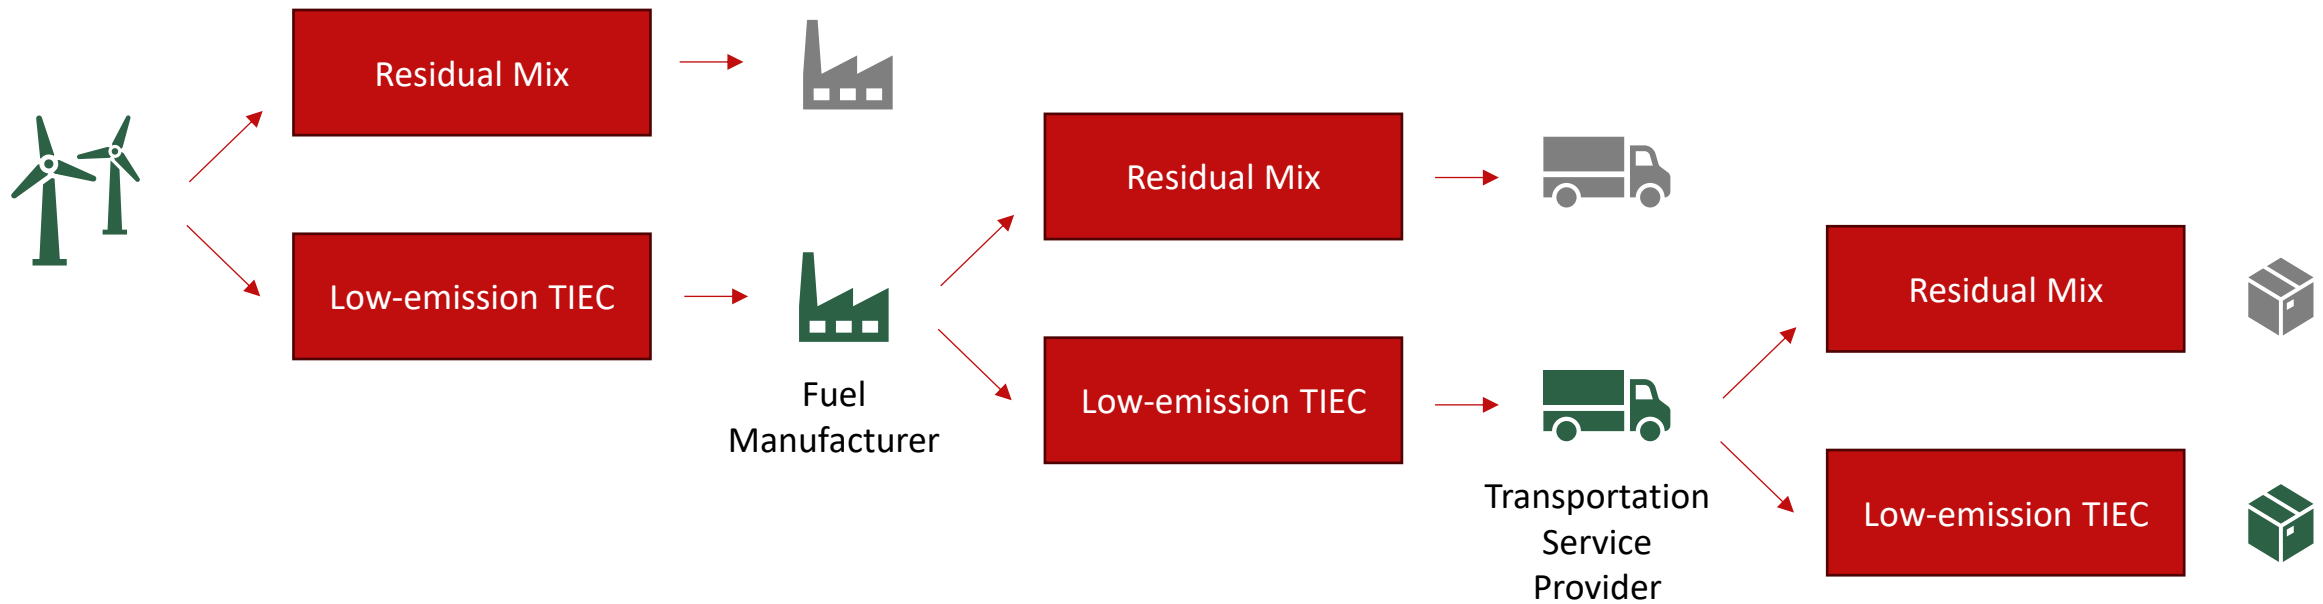 Residual Mix
Low-emission TIEC
Fuel
Manufacturer
Residual Mix
Low-emission TIEC
Transportation
Service
Provider
Residual Mix
Low-emission TIEC